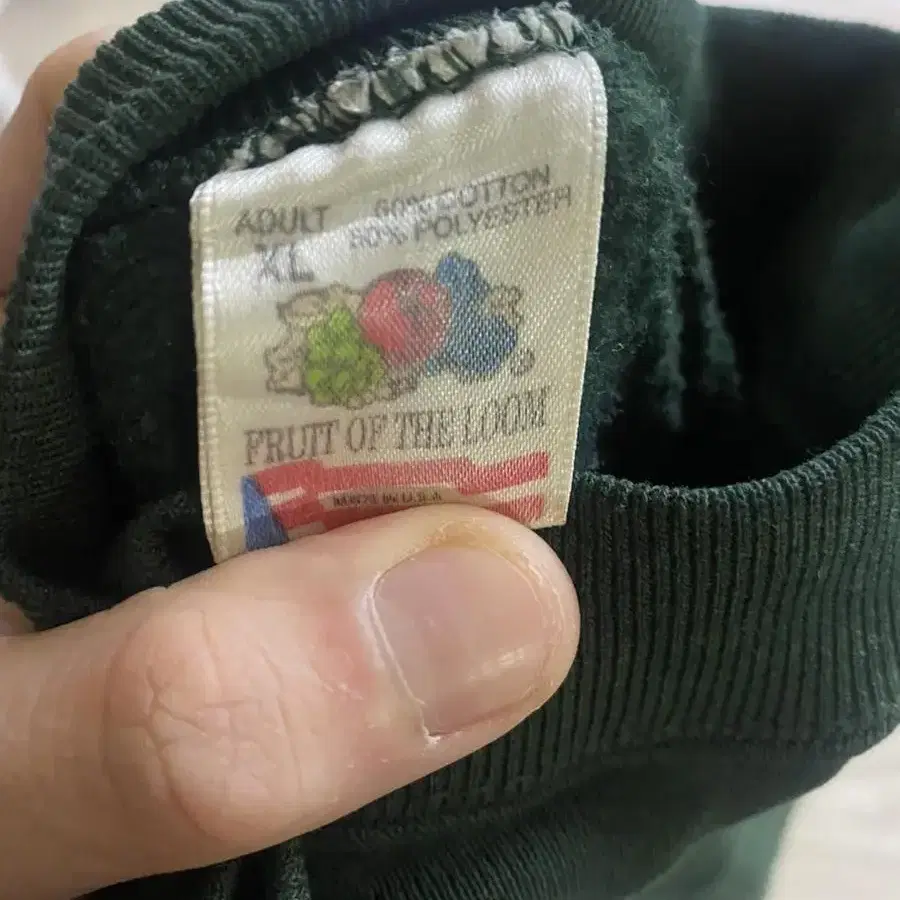 ADULT
XL
50% COTTON
50% POLYESTER
FRUIT OF THE LOOM
MADE IN U.S.A